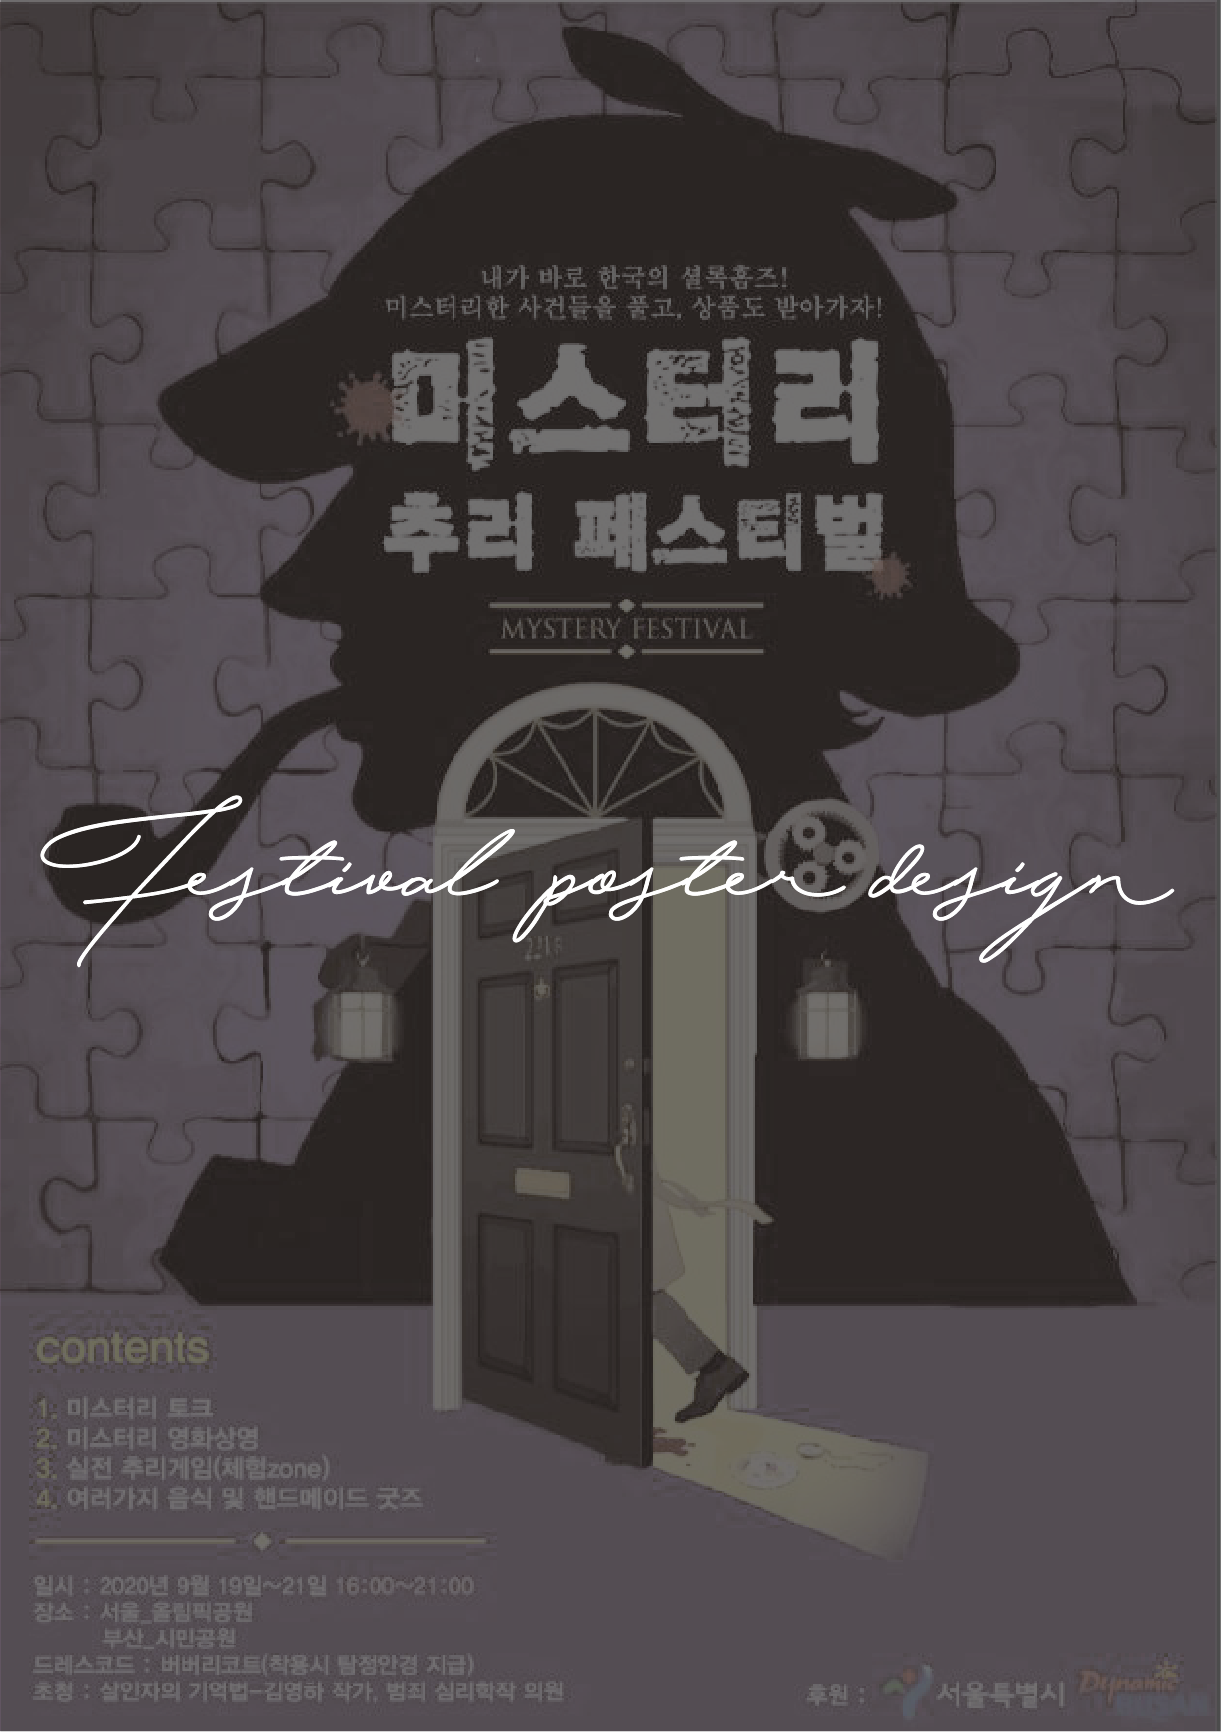 내가 바로 한국의 셜록홈즈!
미스터리한 사건들을 풀고, 상품도 받아가자!
미스터리
추리 페스티벌
MYSTERY FESTIVAL
Festival poster design
221B
contents
1. 미스터리 토크
2. 미스터리 영화상영
3. 실전 추리게임(체험zone)
4. 여러가지 음식 및 핸드메이드 굿즈
일시 : 2020년 9월 19일~21일 16:00~21:00
장소 : 서울_올림픽공원
부산_시민공원
드레스코드 : 버버리코트(착용시 탐정안경 지급)
초청 : 살인자의 기억법-김영하 작가, 범죄 심리학작 의원
후원 : 서울특별시 Dynamic BUSAN